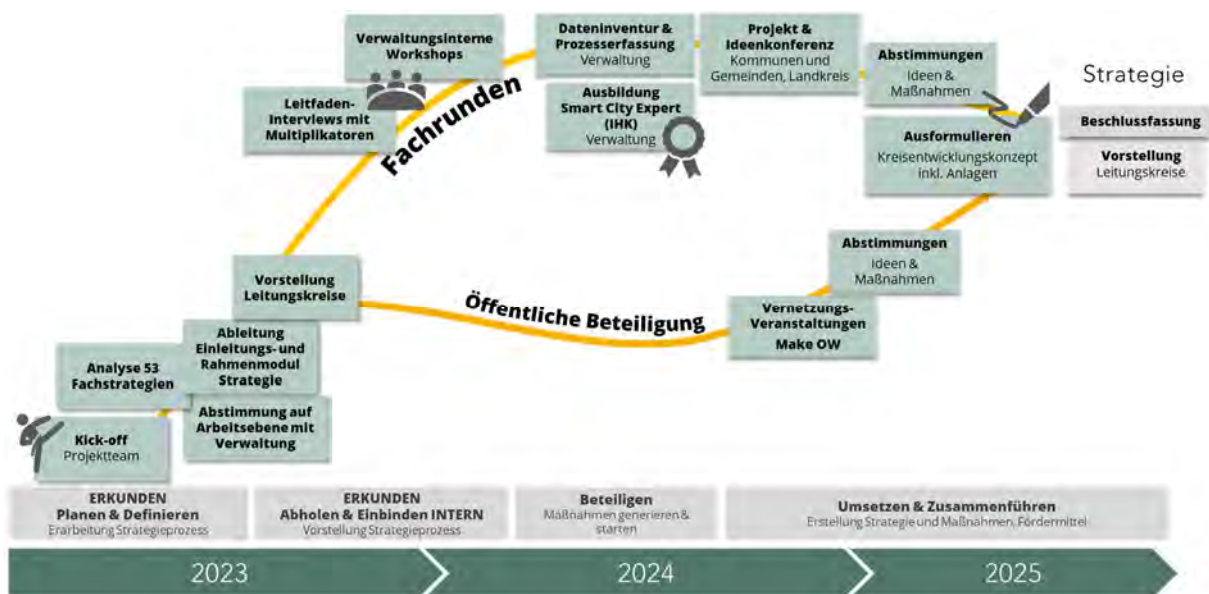 Verwaltungsinterne
Workshops
Dateninventur &
Prozesserfassung
Verwaltung
Projekt &
Ideenkonferenz
Kommunen und
Gemeinden, Landkreis
Abstimmungen
Ideen &
Maßnahmen
Strategie
Leitfaden-
Interviews mit
Multiplikatoren
Fachrunden
Ausbildung
Smart City Expert
(IHK)
Verwaltung
Ausformulieren
Kreisentwicklungskonzept
inkl. Anlagen
Beschlussfassung
Vorstellung
Leitungskreise
Vorstellung
Leitungskreise
Öffentliche Beteiligung
Abstimmungen
Ideen &
Maßnahmen
Vernetzungs-
Veranstaltungen
Make OW
Analyse 53
Fachstrategien
Ableitung
Einleitungs- und
Rahmenmodul
Strategie
Kick-off
Projektteam
Abstimmung auf
Arbeitsebene mit
Verwaltung
ERKUNDEN
Planen & Definieren
Erarbeitung Strategieprozess
ERKUNDEN
Abholen & Einbinden INTERN
Vorstellung Strategieprozess
Beteiligen
Maßnahmen generieren &
starten
Umsetzen & Zusammenführen
Erstellung Strategie und Maßnahmen, Fördermittel
2023
2024
2025